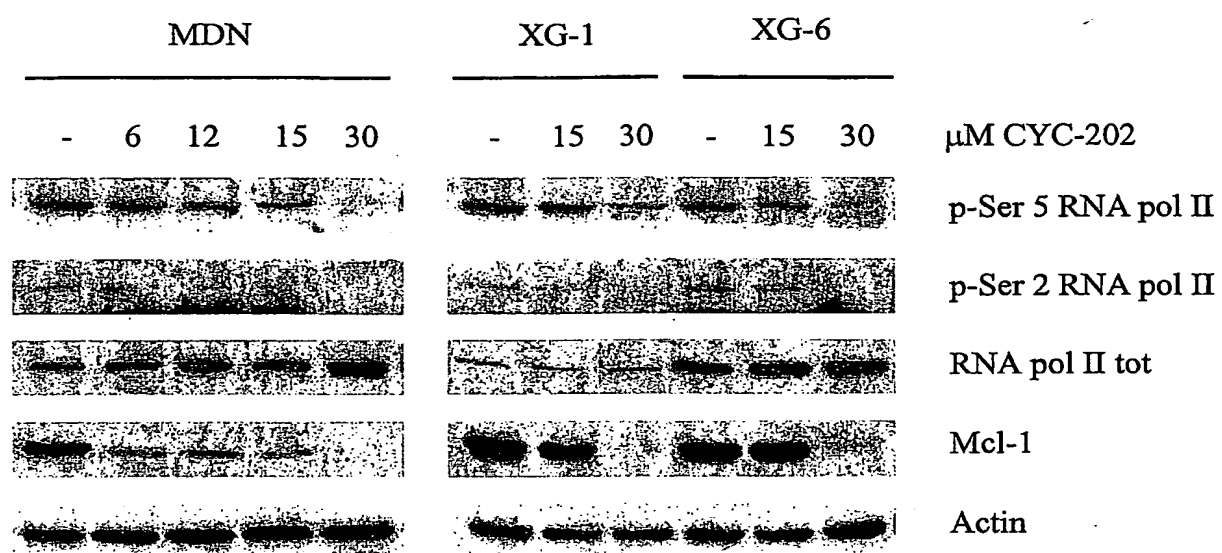 MDN XG-1 XG-6
- 6 12 15 30 - 15 30 - 15 30 μM CYC-202
p-Ser 5 RNA pol II
p-Ser 2 RNA pol II
RNA pol II tot
Mcl-1
Actin